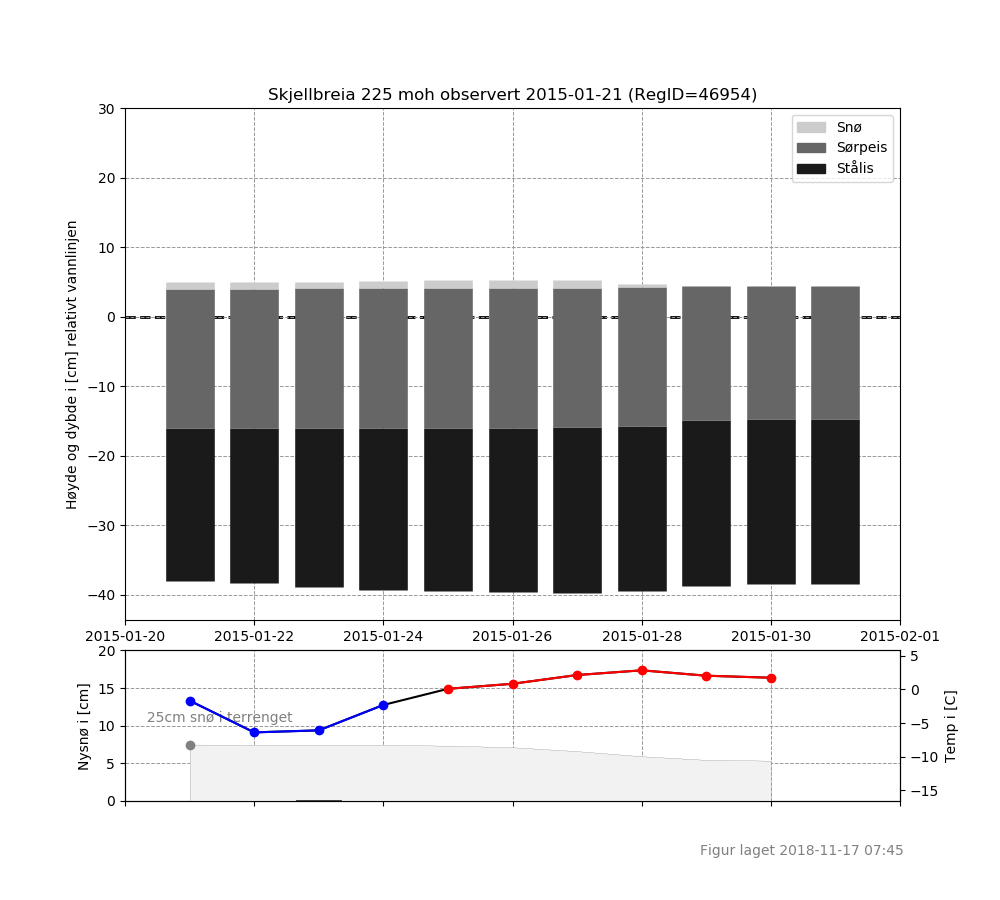 Skjellbreia 225 moh observert 2015-01-21 (RegID=46954)
30
20
10
0
−10
−20
−30
−40
Høyde og dybde i [cm] relativt vannlinjen
Snø
Sørpeis
Stålis
2015-01-20
2015-01-22
2015-01-24
2015-01-26
2015-01-28
2015-01-30
2015-02-01
20
15
10
5
0
Nysnø i [cm]
25cm snø i terrenget
5
0
−5
−10
−15
Temp i [C]
Figur laget 2018-11-17 07:45